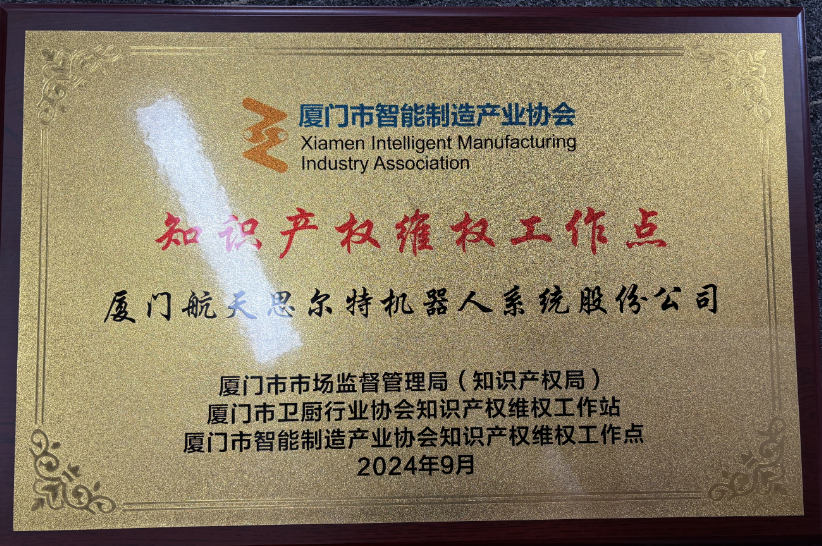 厦门市智能制造产业协会
Xiamen Intelligent Manufacturing
Industry Association
知识产权维权工作点
厦门航天思尔特机器人系统股份公司
厦门市市场监督管理局（知识产权局）
厦门市卫厨行业协会知识产权维权工作站
厦门市智能制造产业协会知识产权维权工作点
2024年9月